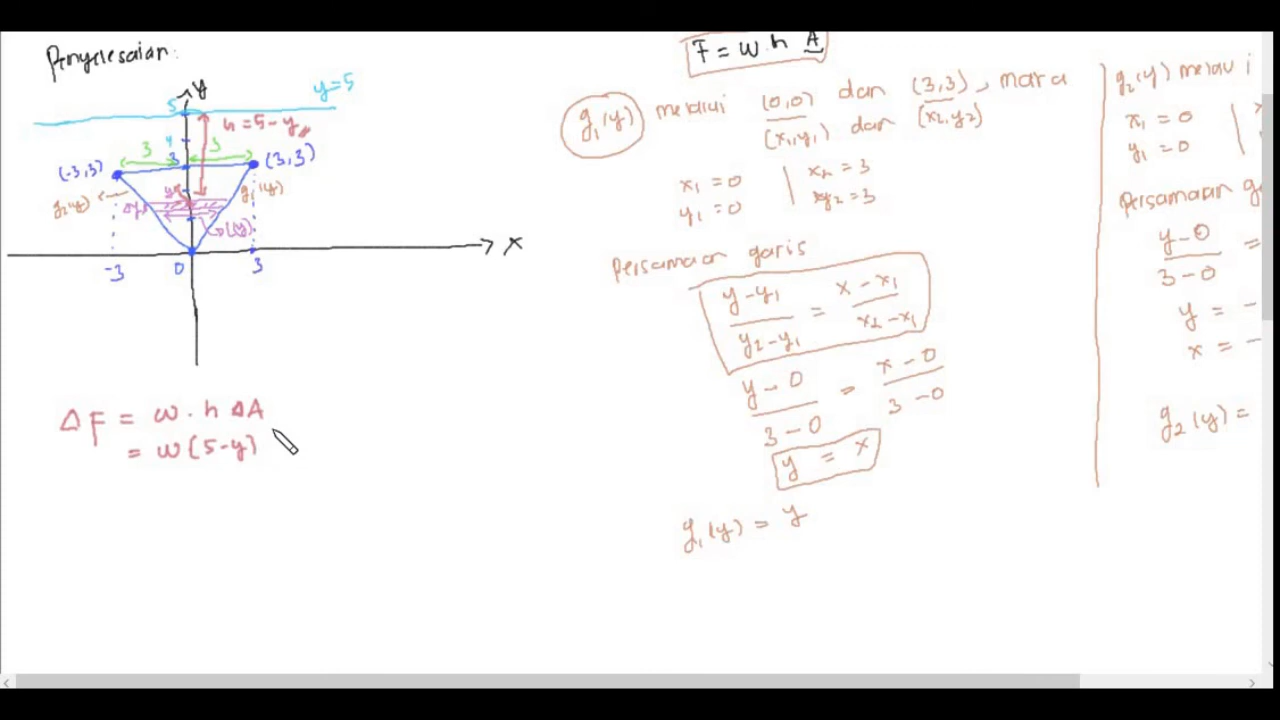 Penyelesaian:
y
5
y=5
h=5-y
4
3
3
3
(-3,3)
(3,3)
g₂(y)
g₁(y)
Δy
y
L(y)
x
-3
0
3
ΔF = w . h ΔA
= w(5-y)
F = w . h A
g₁(y) melalui (0,0) dan (3,3), maka
(x₁,y₁) dan (x₂,y₂)
x₁ = 0 | x₂ = 3
y₁ = 0 | y₂ = 3
Persamaan garis
y-y₁ / y₂-y₁ = x-x₁ / x₂-x₁
y-0 / 3-0 = x-0 / 3-0
y = x
g₁(y) = y
g₂(y) melalui
x₁ = 0
y₁ = 0
Persamaan g
y-0 / 3-0 =
y = -
x = -
g₂(y) =